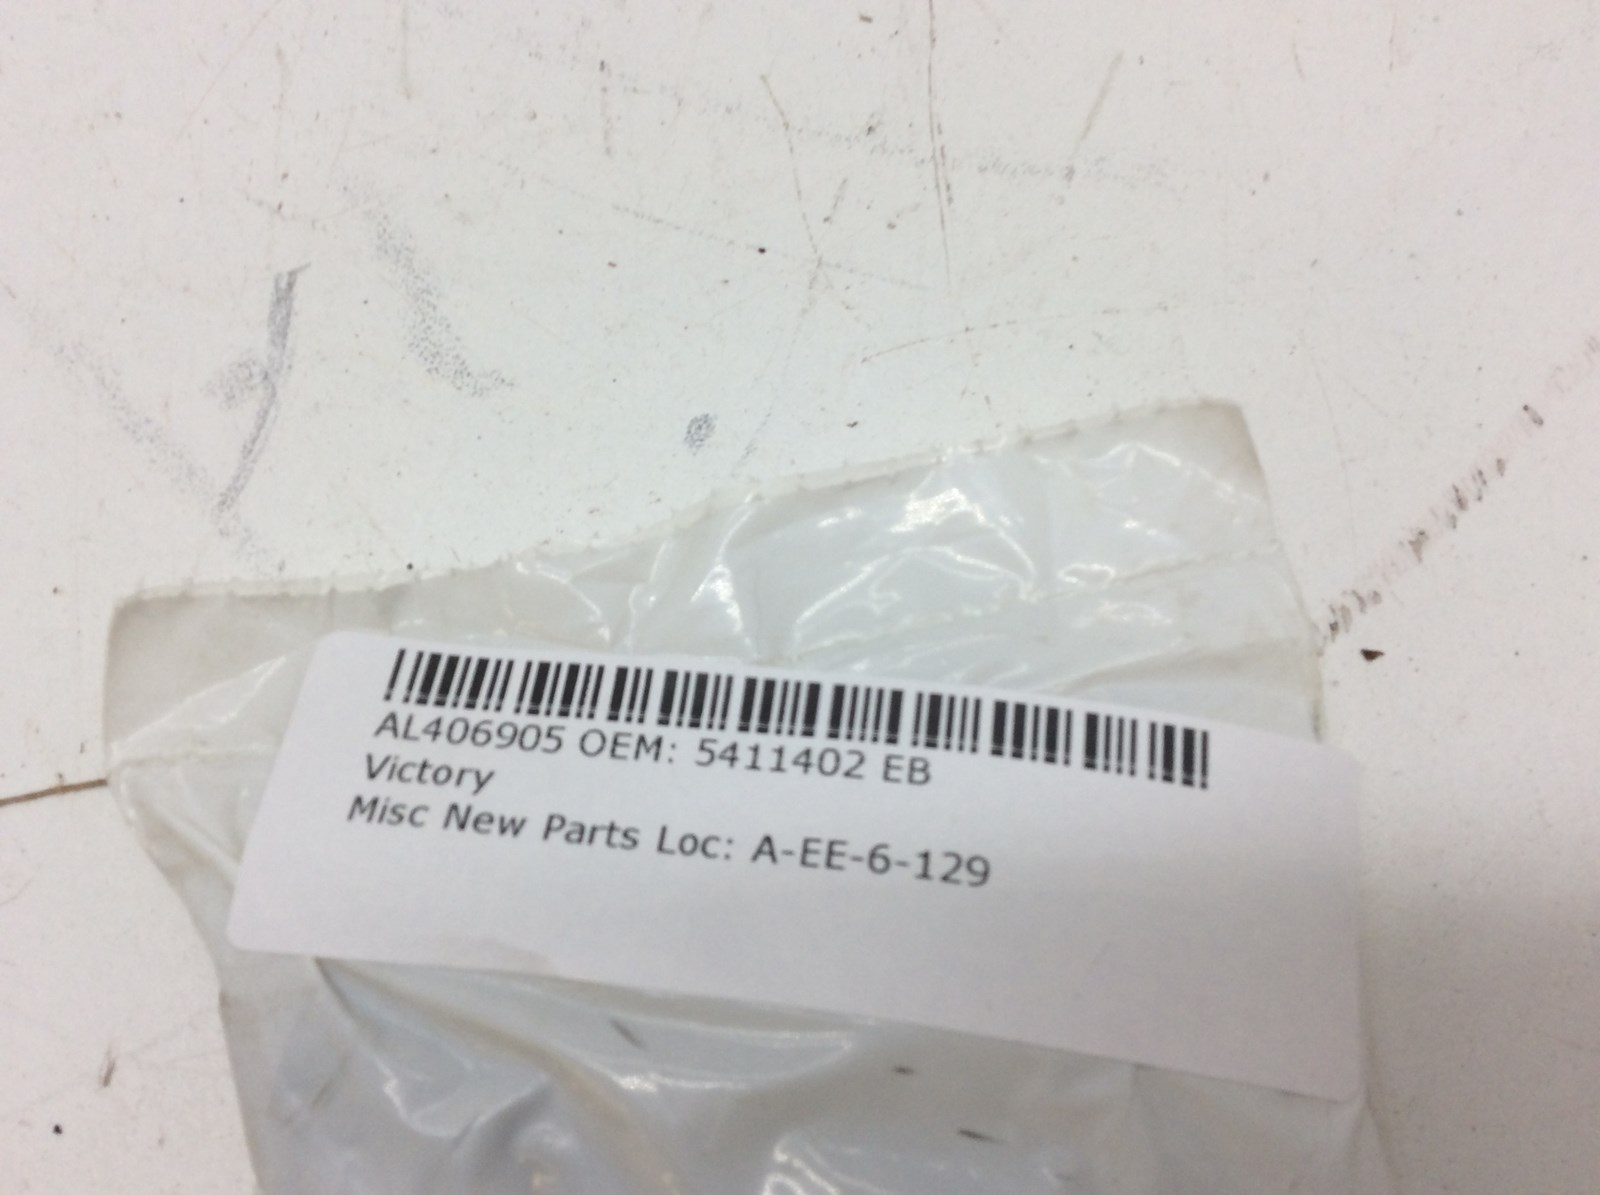 AL406905 OEM: 5411402 EB
Victory
Misc New Parts Loc: A-EE-6-129